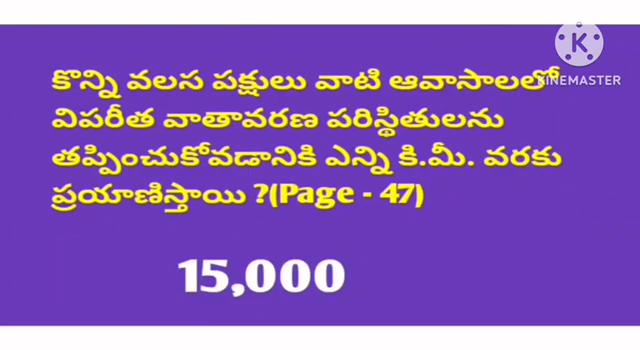 K
KINEMASTER
కొన్ని వలస పక్షులు వాటి ఆవాసాలలో
విపరీత వాతావరణ పరిస్థితులను
తప్పించుకోవడానికి ఎన్ని కి.మీ. వరకు
ప్రయాణిస్తాయి ?(Page - 47)
15,000